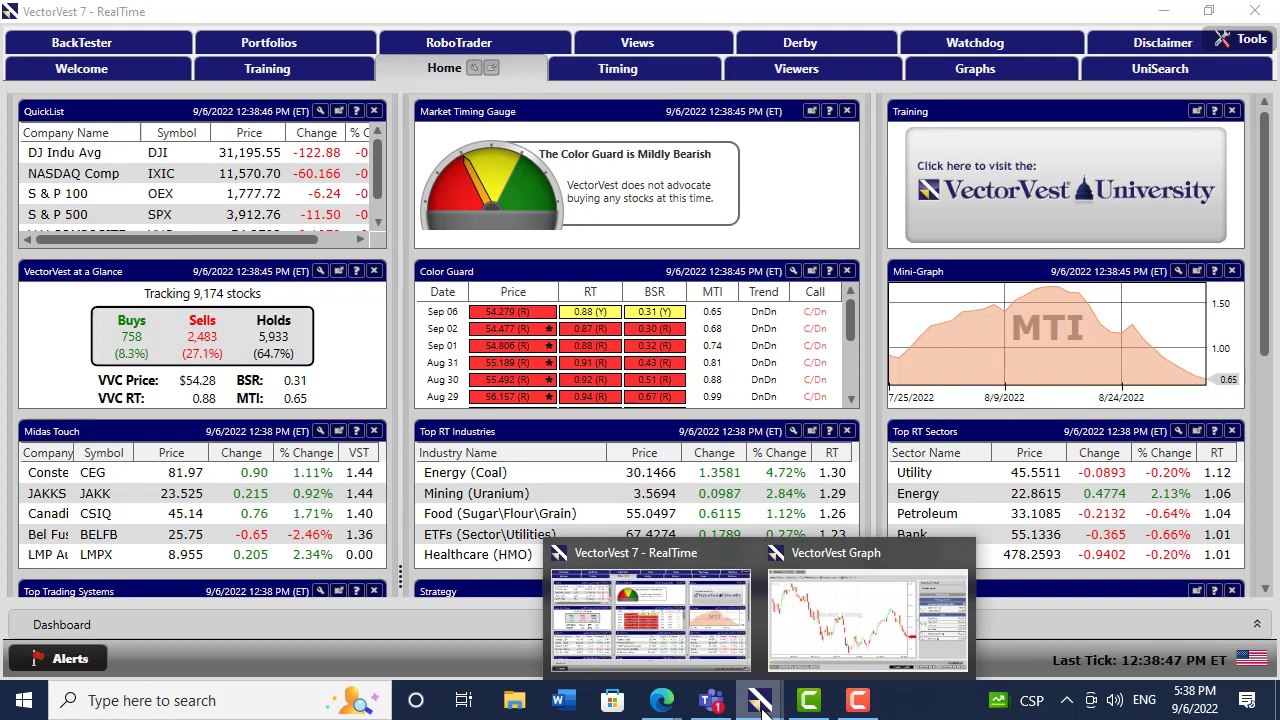 VectorVest 7 - RealTime
BackTester Portfolios RoboTrader Views Derby Watchdog Disclaimer Tools
Welcome Training Home Timing Viewers Graphs UniSearch
QuickList 9/6/2022 12:38:46 PM (ET)
Company Name Symbol Price Change % C
DJ Indu Avg DJI 31,195.55 -122.88 -0
NASDAQ Comp IXIC 11,570.70 -60.166 -0
S & P 100 OEX 1,777.72 -6.24 -0
S & P 500 SPX 3,912.76 -11.50 -0
Market Timing Gauge 9/6/2022 12:38:45 PM (ET)
The Color Guard is Mildly Bearish
VectorVest does not advocate
buying any stocks at this time.
Training
Click here to visit the:
VectorVest University
VectorVest at a Glance 9/6/2022 12:38:45 PM (ET)
Tracking 9,174 stocks
Buys Sells Holds
758 2,483 5,933
(8.3%) (27.1%) (64.7%)
VVC Price: $54.28 BSR: 0.31
VVC RT: 0.88 MTI: 0.65
Color Guard 9/6/2022 12:38:45 PM (ET)
Date Price RT BSR MTI Trend Call
Sep 06 54.279 (R) 0.88 (Y) 0.31 (Y) 0.65 DnDn C/Dn
Sep 02 54.477 (R) ★ 0.87 (R) 0.30 (R) 0.68 DnDn C/Dn
Sep 01 54.806 (R) ★ 0.88 (R) 0.32 (R) 0.74 DnDn C/Dn
Aug 31 55.189 (R) ★ 0.91 (R) 0.43 (R) 0.81 DnDn C/Dn
Aug 30 55.492 (R) ★ 0.92 (R) 0.51 (R) 0.88 DnDn C/Dn
Aug 29 56.157 (R) ★ 0.94 (R) 0.67 (R) 0.99 DnDn C/Dn
Mini-Graph 9/6/2022 12:38:45 PM (ET)
MTI
1.50
1.00
0.65
7/25/2022 8/9/2022 8/24/2022
Midas Touch 9/6/2022 12:38 PM (ET)
Company Symbol Price Change % Change VST
Conste CEG 81.97 0.90 1.11% 1.44
JAKKS JAKK 23.525 0.215 0.92% 1.44
Canadi CSIQ 45.14 0.76 1.71% 1.40
Bel Fus BELFB 25.55 -0.65 -2.46% 1.36
LMP Au LMPX 8.955 0.205 2.34% 0.00
Top RT Industries 9/6/2022 12:38 PM (ET)
Industry Name Price Change % Change RT
Energy (Coal) 30.1466 1.3581 4.72% 1.30
Mining (Uranium) 3.5694 0.0987 2.84% 1.29
Food (Sugar\Flour\Grain) 55.0497 0.6115 1.12% 1.26
ETFs (Sector\Utilities) 67.4274 0.1789 0.27% 1.23
Healthcare (HMO)
Top RT Sectors 9/6/2022 12:38 PM (ET)
Sector Name Price Change % Change RT
Utility 45.5511 -0.0893 -0.20% 1.12
Energy 22.8615 0.4774 2.13% 1.06
Petroleum 33.1085 -0.2132 -0.64% 1.04
Bank 55.1336 -0.365 -0.66% 1.01
478.2593 -0.9402 -0.20% 1.01
VectorVest 7 - RealTime VectorVest Graph
Top Trading Systems 9/6/2022 12:38 PM (ET)
Strategy
Dashboard
Alerts
Last Tick: 12:38:47 PM ET
Type here to search
CSP
ENG
5:38 PM
9/6/2022